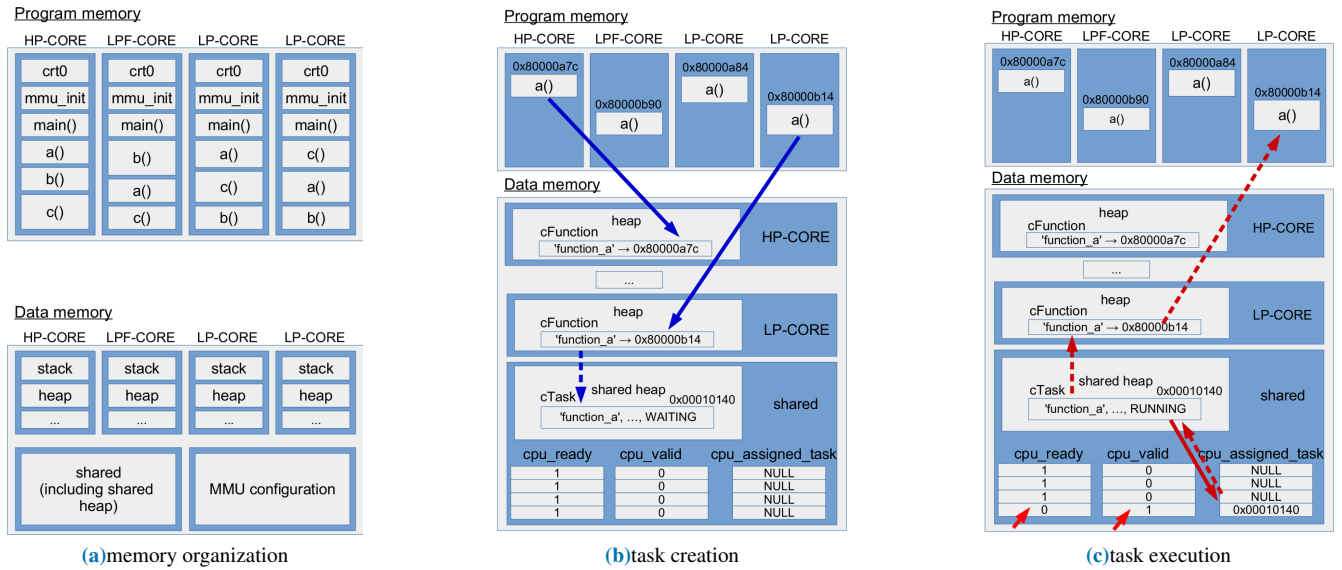 Program memory
HP-CORE LPF-CORE LP-CORE LP-CORE
crt0 crt0 crt0 crt0
mmu_init mmu_init mmu_init mmu_init
main() main() main() main()
a() b() a() c()
b() a() c() a()
c() c() b() b()
Data memory
HP-CORE LPF-CORE LP-CORE LP-CORE
stack stack stack stack
heap heap heap heap
... ... ... ...
shared
(including shared
heap)
MMU configuration
(a)memory organization
Program memory
HP-CORE LPF-CORE LP-CORE LP-CORE
0x80000a7c 0x80000a84
a() a()
0x80000b90 0x80000b14
a() a()
Data memory
heap
cFunction
'function_a' → 0x80000a7c
HP-CORE
...
heap
cFunction
'function_a' → 0x80000b14
LP-CORE
shared heap
cTask 0x00010140
'function_a', ..., WAITING
shared
cpu_ready cpu_valid cpu_assigned_task
1 0 NULL
1 0 NULL
1 0 NULL
1 0 NULL
(b)task creation
Program memory
HP-CORE LPF-CORE LP-CORE LP-CORE
0x80000a7c 0x80000a84
a() a()
0x80000b90 0x80000b14
a() a()
Data memory
heap
cFunction
'function_a' → 0x80000a7c
HP-CORE
...
heap
cFunction
'function_a' → 0x80000b14
LP-CORE
shared heap
cTask 0x00010140
'function_a', ..., RUNNING
shared
cpu_ready cpu_valid cpu_assigned_task
1 0 NULL
1 0 NULL
1 0 NULL
0 1 0x00010140
(c)task execution